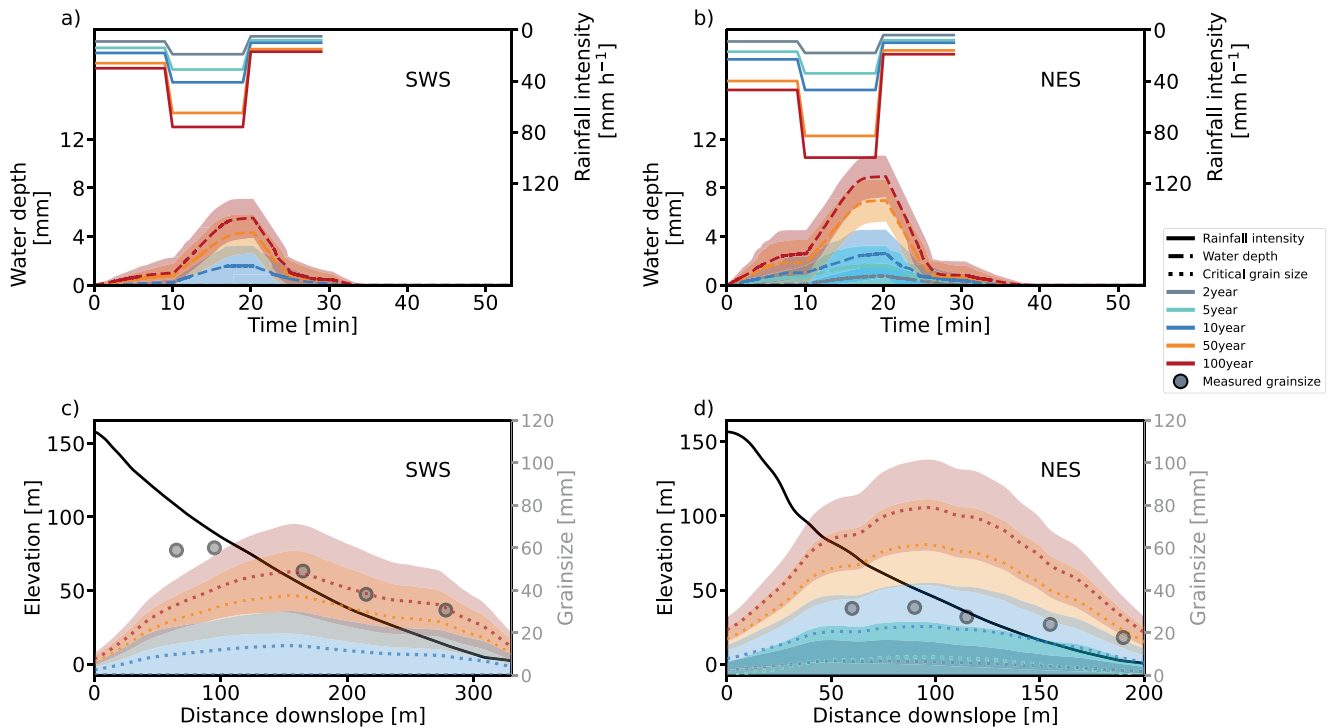 a)
b)
SWS
NES
12
8
4
0
Water depth
[mm]
0
40
80
120
Rainfall intensity
[mm h⁻¹]
0 10 20 30 40 50
Time [min]
12
8
4
0
Water depth
[mm]
0
40
80
120
Rainfall intensity
[mm h⁻¹]
0 10 20 30 40 50
Time [min]
Rainfall intensity
Water depth
Critical grain size
2year
5year
10year
50year
100year
Measured grainsize
c)
d)
SWS
NES
150
100
50
0
Elevation [m]
120
100
80
60
40
20
0
Grainsize [mm]
0 100 200 300
Distance downslope [m]
150
100
50
0
Elevation [m]
120
100
80
60
40
20
0
Grainsize [mm]
0 50 100 150 200
Distance downslope [m]